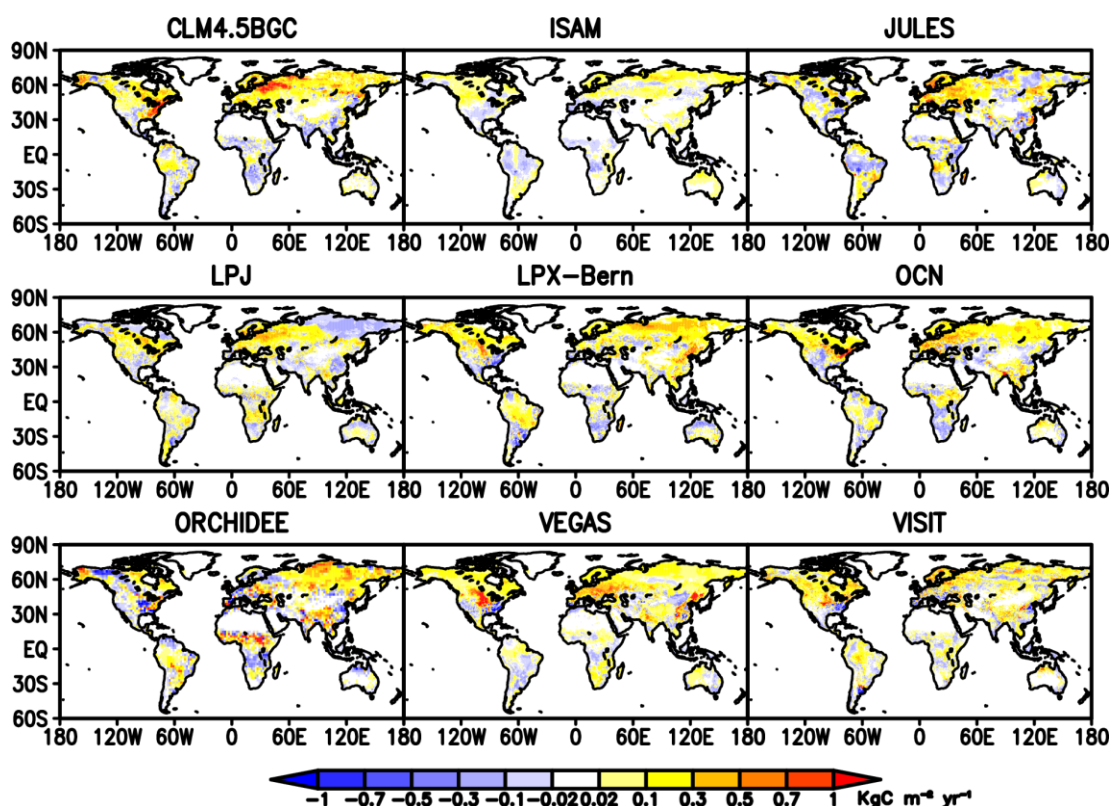 CLM4.5BGC ISAM JULES
90N
60N
30N
EQ
30S
60S
180 120W 60W 0 60E 120E 180 120W 60W 0 60E 120E 180 120W 60W 0 60E 120E 180
LPJ LPX-Bern OCN
90N
60N
30N
EQ
30S
60S
180 120W 60W 0 60E 120E 180 120W 60W 0 60E 120E 180 120W 60W 0 60E 120E 180
ORCHIDEE VEGAS VISIT
90N
60N
30N
EQ
30S
60S
180 120W 60W 0 60E 120E 180 120W 60W 0 60E 120E 180 120W 60W 0 60E 120E 180
-1 -0.7 -0.5 -0.3 -0.1 -0.02 0.02 0.1 0.3 0.5 0.7 1 KgC m⁻² yr⁻¹